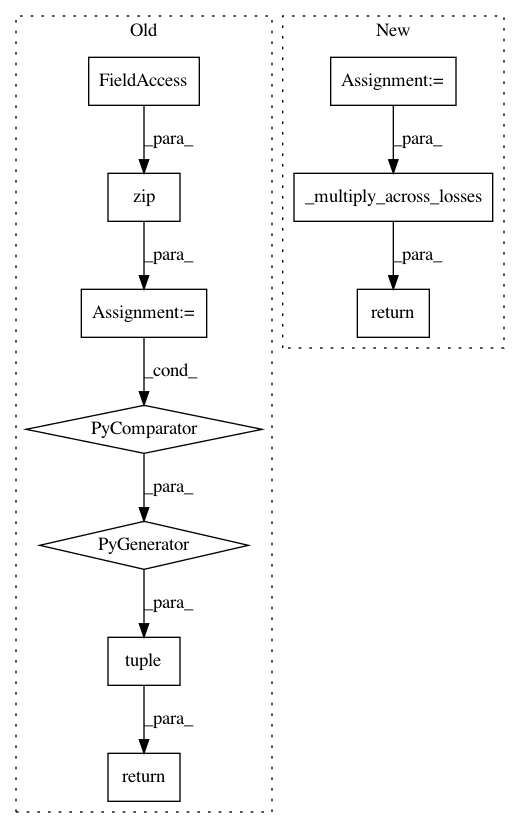 Old
FieldAccess
_para_
zip
_para_
Assignment:=
_cond_
PyComparator
_para_
PyGenerator
_para_
tuple
_para_
return
New
Assignment:=
_para_
_multiply_across_losses
_para_
return